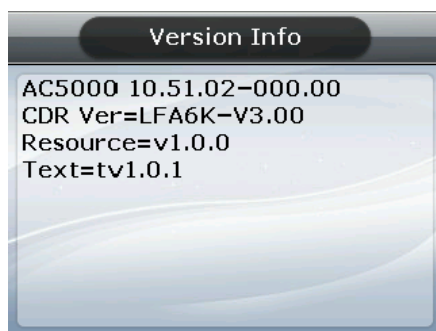 Version Info
AC5000 10.51.02-000.00
CDR Ver=LFA6K-V3.00
Resource=v1.0.0
Text=tv1.0.1